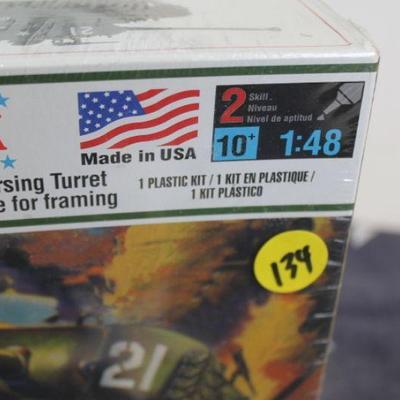 2 Skill.
Niveau
Nivel de aptitud
10+ 1:48
Made in USA
rsing Turret
e for framing
1 PLASTIC KIT / 1 KIT EN PLASTIQUE /
1 KIT PLÁSTICO
134
21